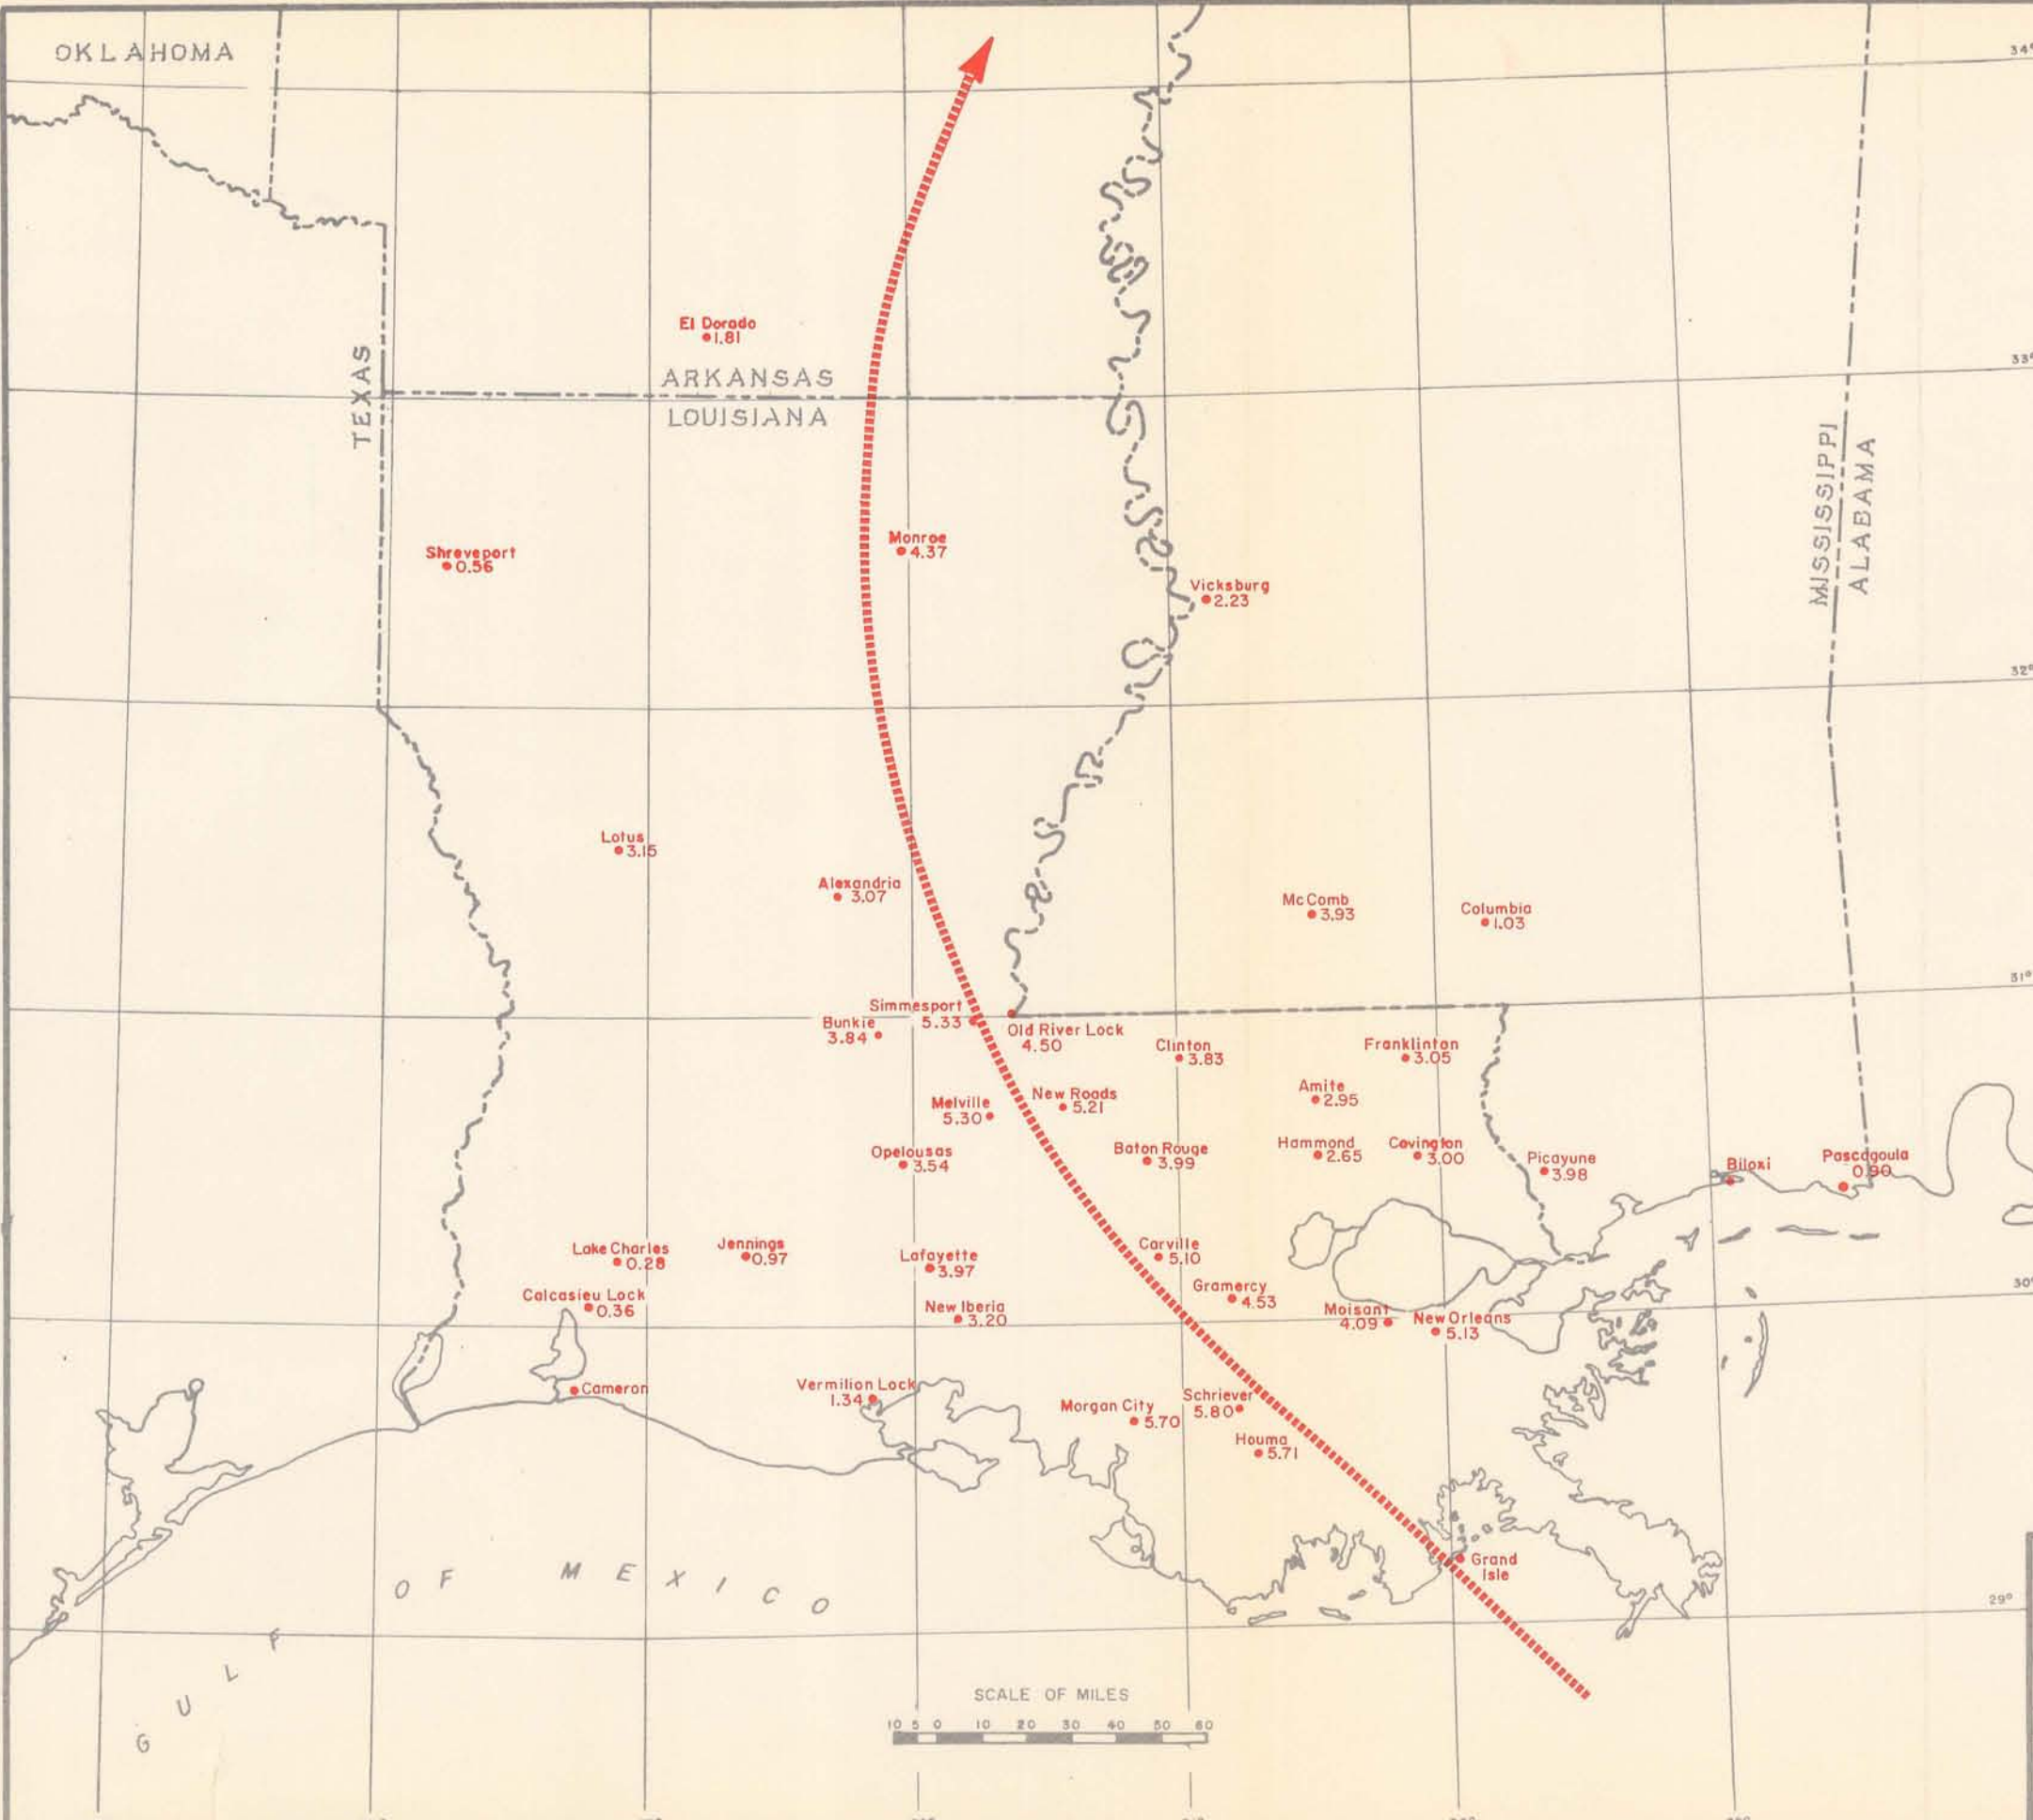 OKLAHOMA
34°
El Dorado
1.81
TEXAS
ARKANSAS
LOUISIANA
33°
MISSISSIPPI
ALABAMA
Monroe
4.37
Shreveport
0.56
Vicksburg
2.23
32°
Lotus
3.15
Alexandria
3.07
McComb
3.93
Columbia
1.03
31°
Simmesport
5.33
Bunkie
3.84
Old River Lock
4.50
Clinton
3.83
Franklinton
3.05
Amite
2.95
New Roads
5.21
Melville
5.30
Opelousas
3.54
Baton Rouge
3.99
Hammond
2.65
Covington
3.00
Picayune
3.98
Biloxi
Pascagoula
0.90
Lake Charles
0.28
Jennings
0.97
Lafayette
3.97
Carville
5.10
Gramercy
4.53
30°
Calcasieu Lock
0.36
New Iberia
3.20
Moisant
4.09
New Orleans
5.13
Cameron
Vermilion Lock
1.34
Morgan City
5.70
Schriever
5.80
Houma
5.71
Grand
Isle
29°
GULF OF MEXICO
SCALE OF MILES
10 5 0 10 20 30 40 50 60